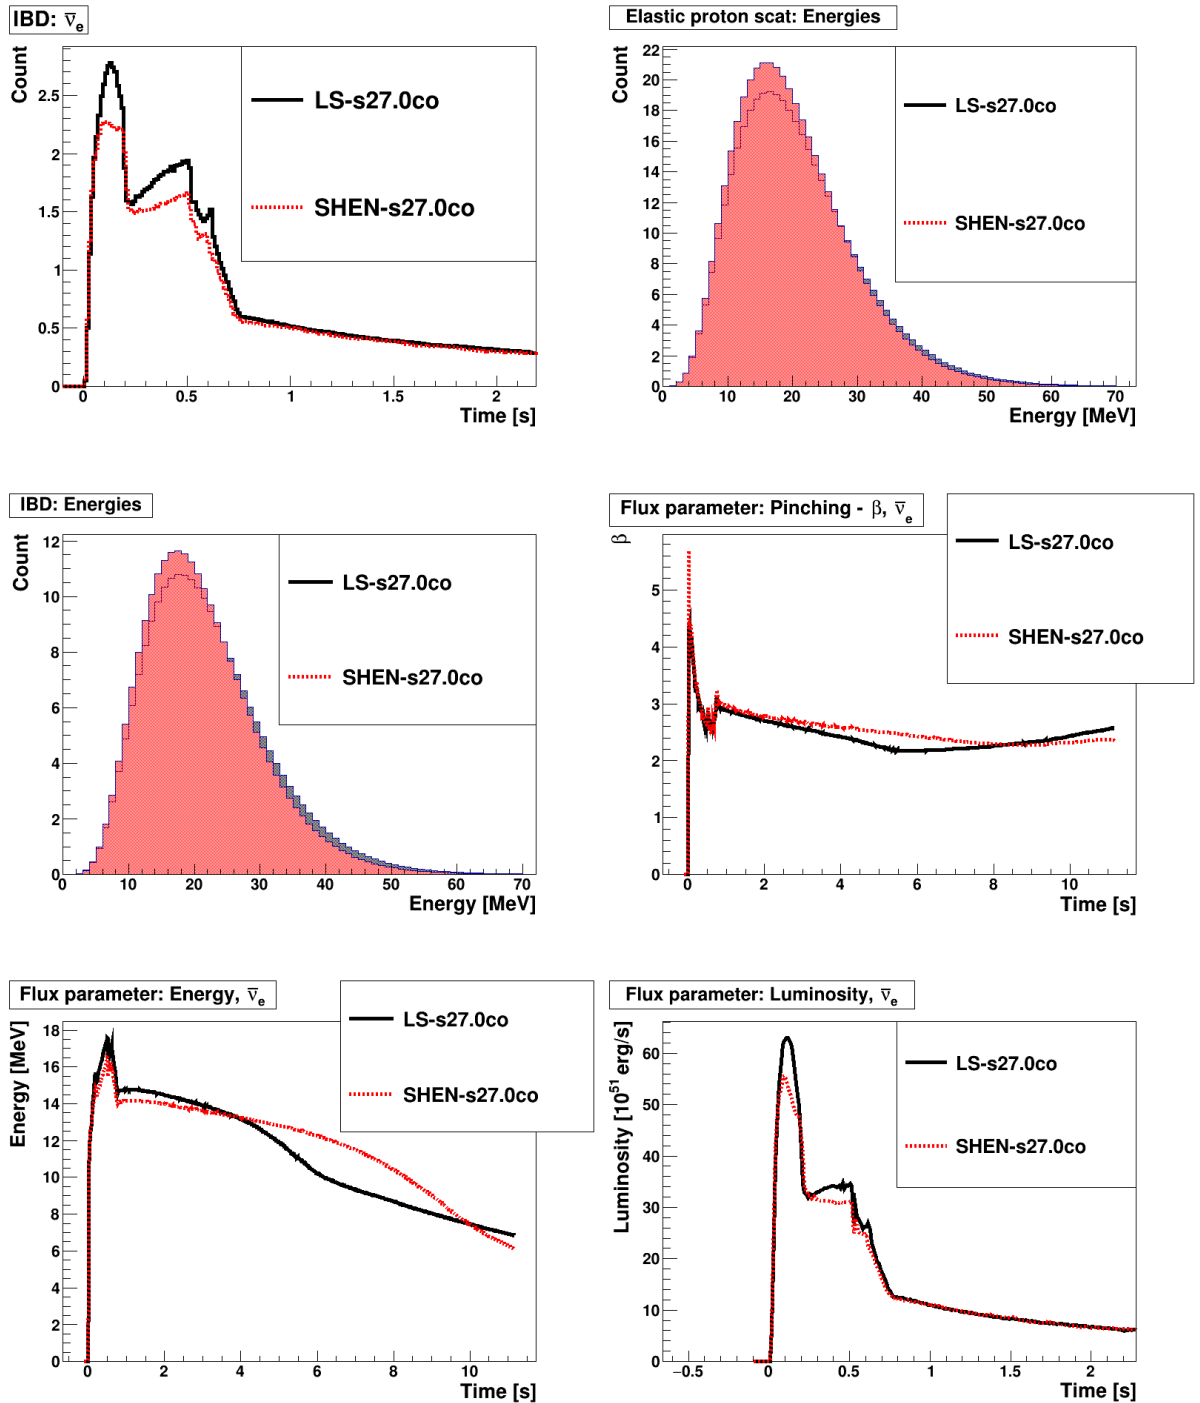 IBD: ν̅e
Count
2.5
2
1.5
1
0.5
0
0 0.5 1 1.5 2
Time [s]
LS-s27.0co
SHEN-s27.0co
Elastic proton scat: Energies
Count
22
20
18
16
14
12
10
8
6
4
2
0
0 10 20 30 40 50 60 70
Energy [MeV]
LS-s27.0co
SHEN-s27.0co
IBD: Energies
Count
12
10
8
6
4
2
0
0 10 20 30 40 50 60 70
Energy [MeV]
LS-s27.0co
SHEN-s27.0co
Flux parameter: Pinching - β, ν̅e
β
5
4
3
2
1
0
0 2 4 6 8 10
Time [s]
LS-s27.0co
SHEN-s27.0co
Flux parameter: Energy, ν̅e
Energy [MeV]
18
16
14
12
10
8
6
4
2
0
0 2 4 6 8 10
Time [s]
LS-s27.0co
SHEN-s27.0co
Flux parameter: Luminosity, ν̅e
Luminosity [10^51 erg/s]
60
50
40
30
20
10
0
−0.5 0 0.5 1 1.5 2
Time [s]
LS-s27.0co
SHEN-s27.0co